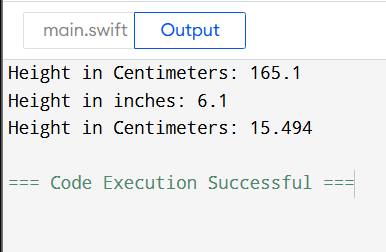 main.swift Output
Height in Centimeters: 165.1
Height in inches: 6.1
Height in Centimeters: 15.494
=== Code Execution Successful ===